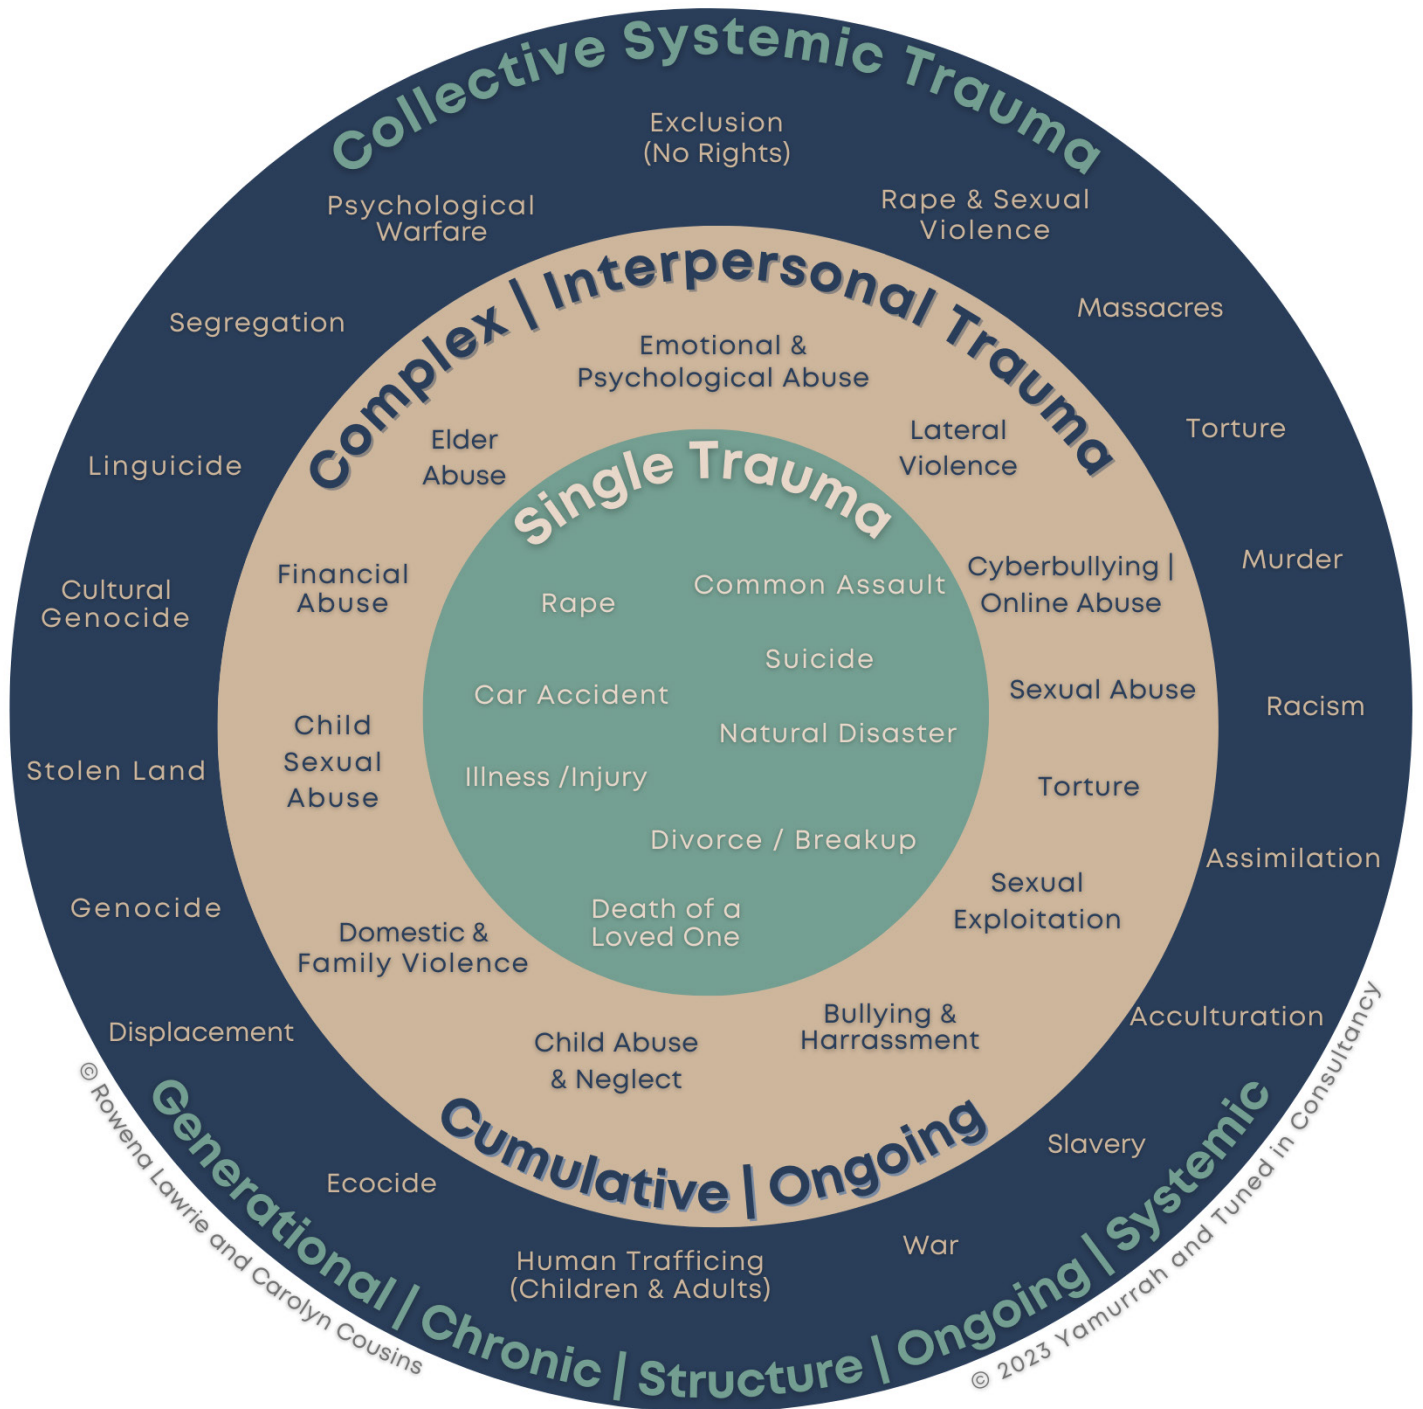 Collective Systemic Trauma
Exclusion
(No Rights)
Psychological
Warfare
Rape & Sexual
Violence
Segregation
Massacres
Linguicide
Torture
Cultural
Genocide
Murder
Stolen Land
Racism
Genocide
Assimilation
Displacement
Acculturation
Ecocide
Slavery
Human Trafficing
(Children & Adults)
War
Generational | Chronic | Structure | Ongoing | Systemic
Complex | Interpersonal Trauma
Emotional &
Psychological Abuse
Elder
Abuse
Lateral
Violence
Financial
Abuse
Cyberbullying |
Online Abuse
Child
Sexual
Abuse
Sexual Abuse
Torture
Sexual
Exploitation
Domestic &
Family Violence
Child Abuse
& Neglect
Bullying &
Harrassment
Cumulative | Ongoing
Single Trauma
Rape
Common Assault
Suicide
Car Accident
Natural Disaster
Illness /Injury
Divorce / Breakup
Death of a
Loved One
© Rowena Lawrie and Carolyn Cousins
© 2023 Yamurrah and Tuned in Consultancy